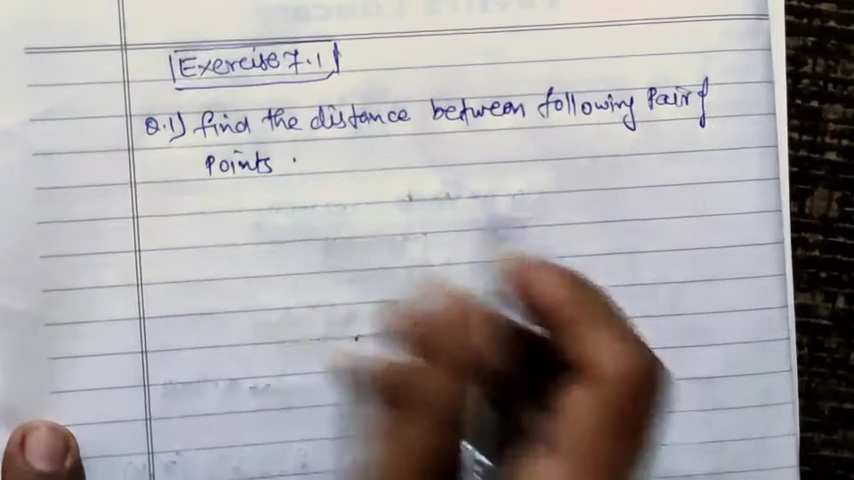 Exercise 7.1
Q.1) find the distance between following Pair of
Points.